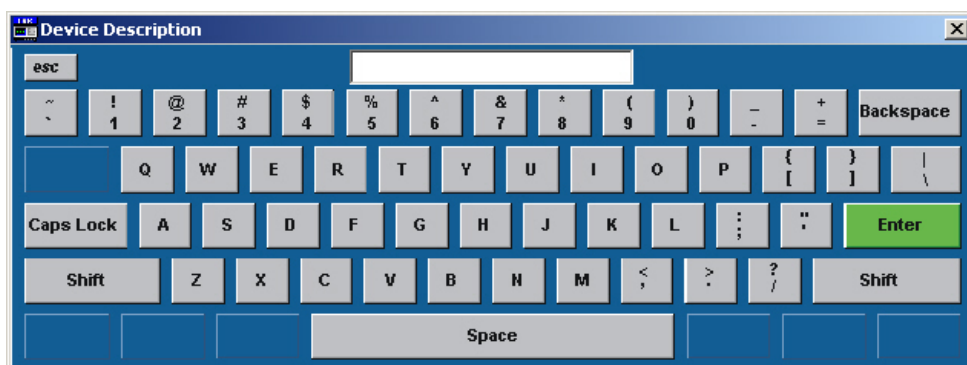 Device Description
esc
~ ! @ # $ % ^ & * ( ) _ + Backspace
` 1 2 3 4 5 6 7 8 9 0 - =
Q W E R T Y U I O P { } |
[ ] \
Caps Lock A S D F G H J K L : " Enter
; '
Shift Z X C V B N M < > ? Shift
, . /
Space